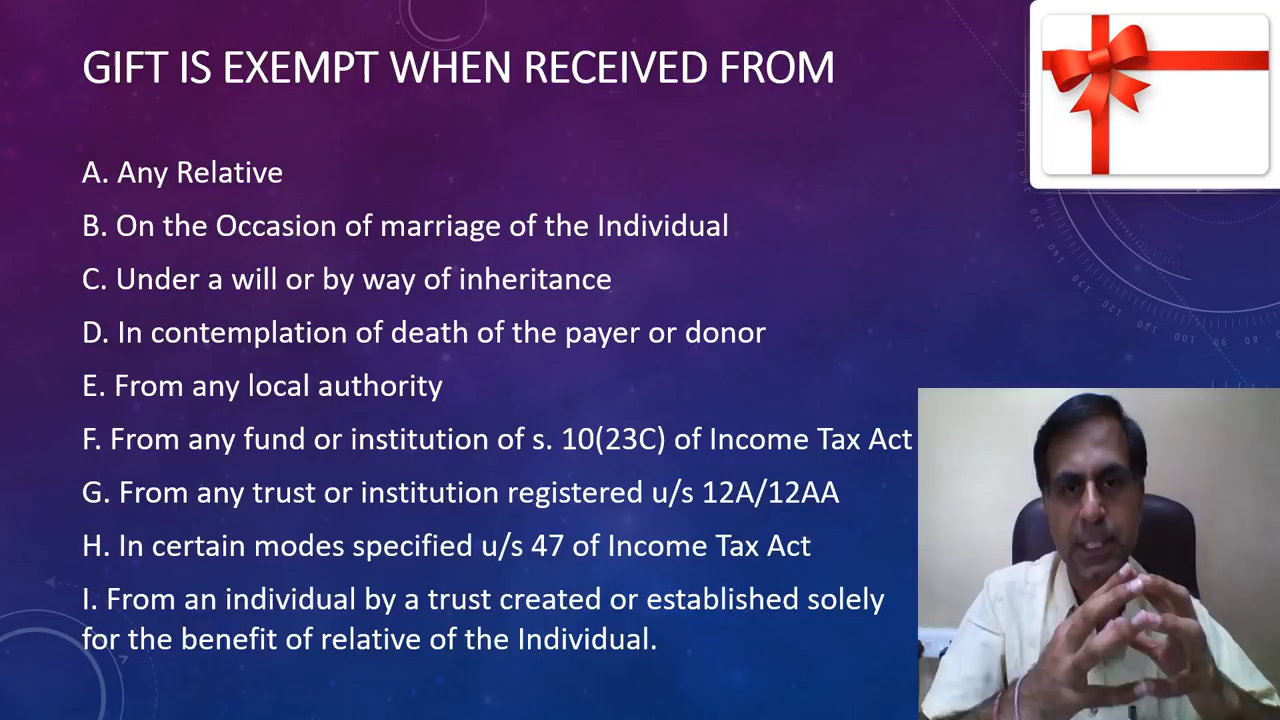 GIFT IS EXEMPT WHEN RECEIVED FROM
A. Any Relative
B. On the Occasion of marriage of the Individual
C. Under a will or by way of inheritance
D. In contemplation of death of the payer or donor
E. From any local authority
F. From any fund or institution of s. 10(23C) of Income Tax Act
G. From any trust or institution registered u/s 12A/12AA
H. In certain modes specified u/s 47 of Income Tax Act
I. From an individual by a trust created or established solely
for the benefit of relative of the Individual.